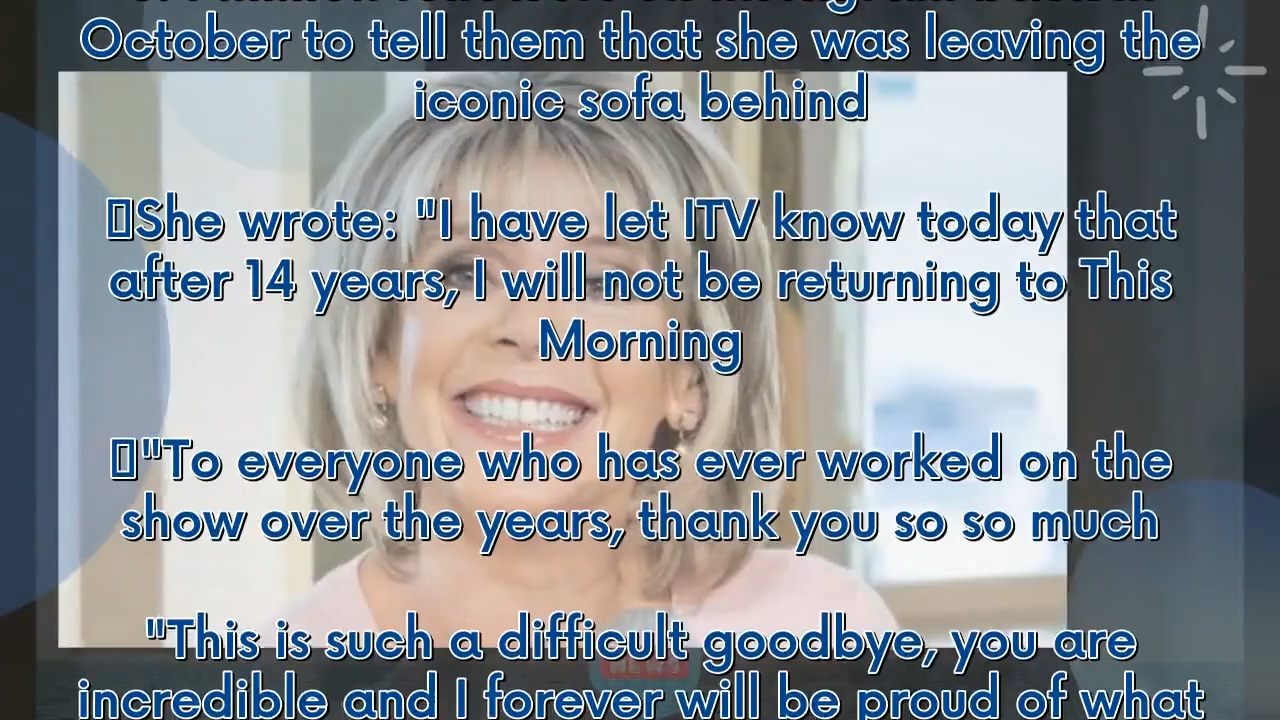 October to tell them that she was leaving the
iconic sofa behind
She wrote: "I have let ITV know today that
after 14 years, I will not be returning to This
Morning
"To everyone who has ever worked on the
show over the years, thank you so so much
"This is such a difficult goodbye, you are
NEWS
incredible and I forever will be proud of what